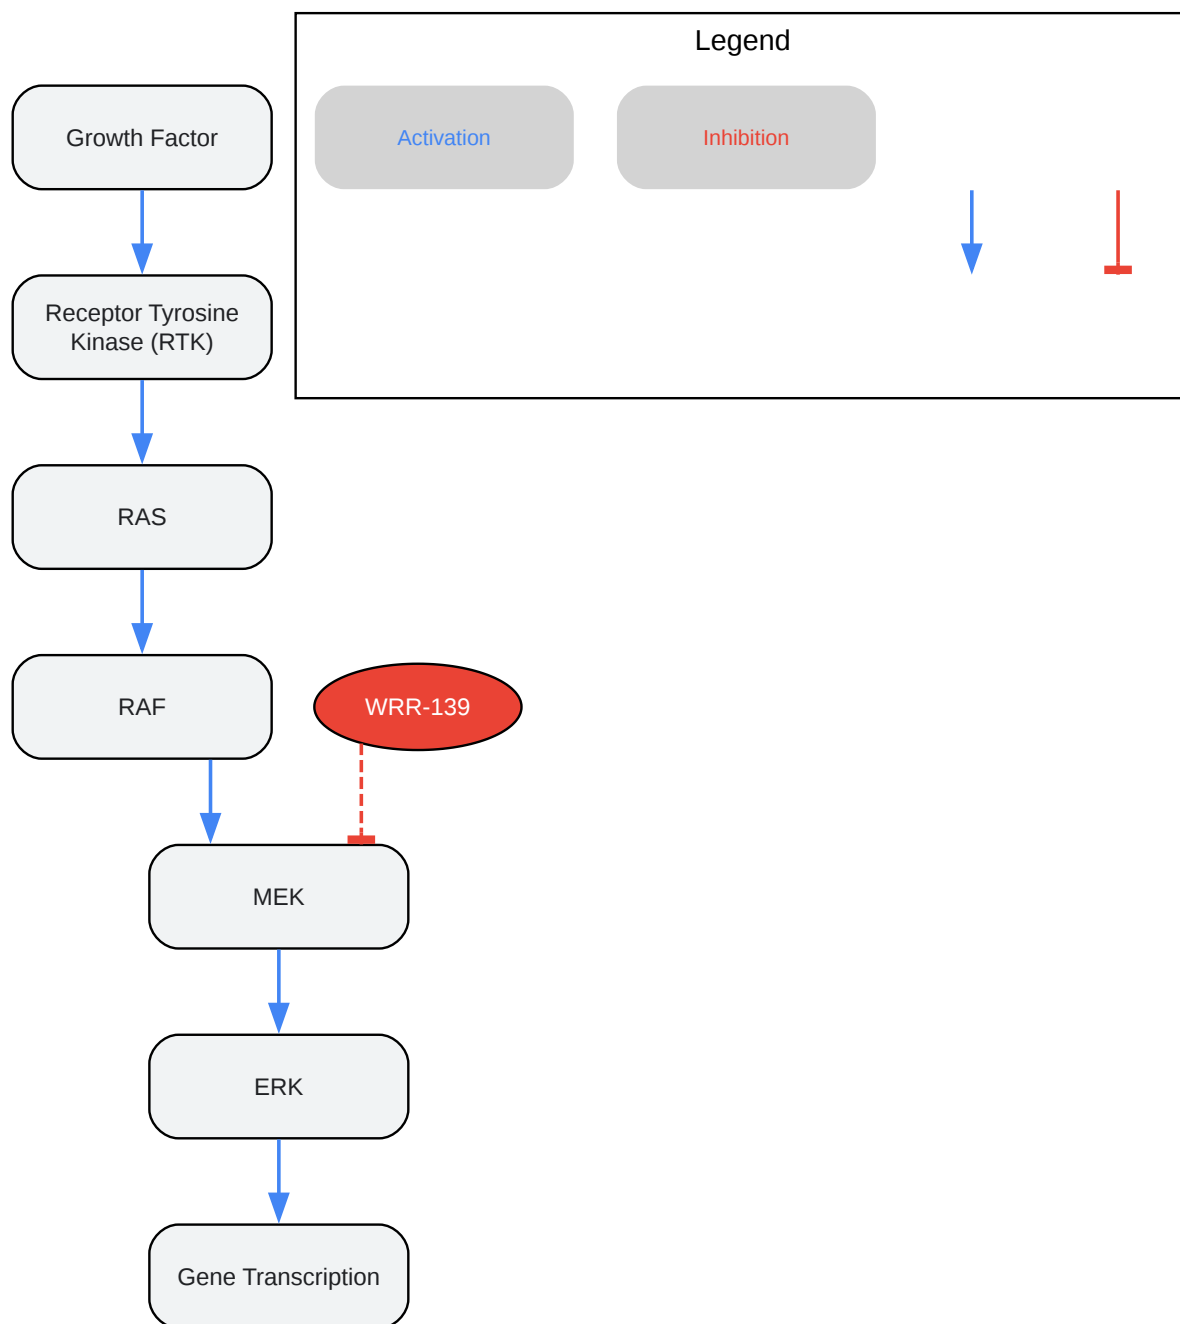 Legend
Growth Factor
Activation
Inhibition
Receptor Tyrosine
Kinase (RTK)
RAS
RAF
WRR-139
MEK
ERK
Gene Transcription